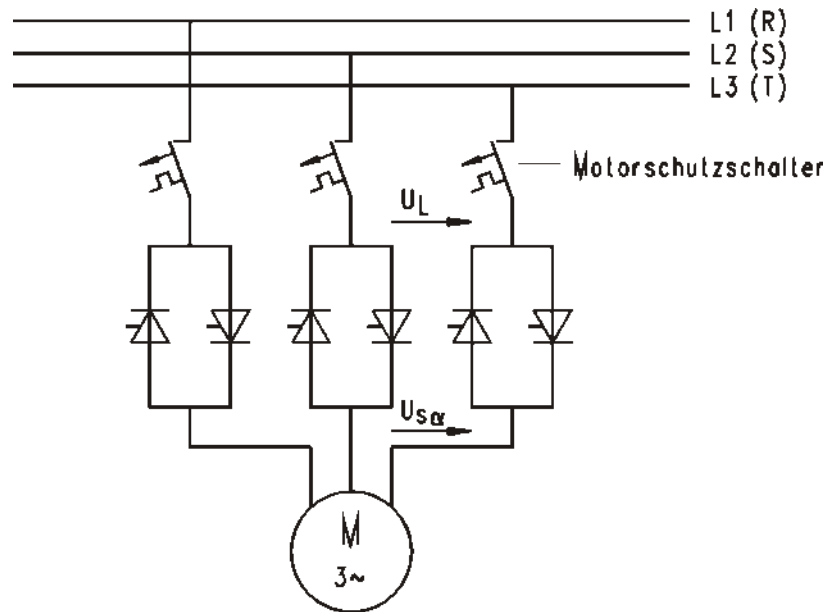 L1 (R)
L2 (S)
L3 (T)
Motorschutzschalter
U_L
U_Sα
M
3~